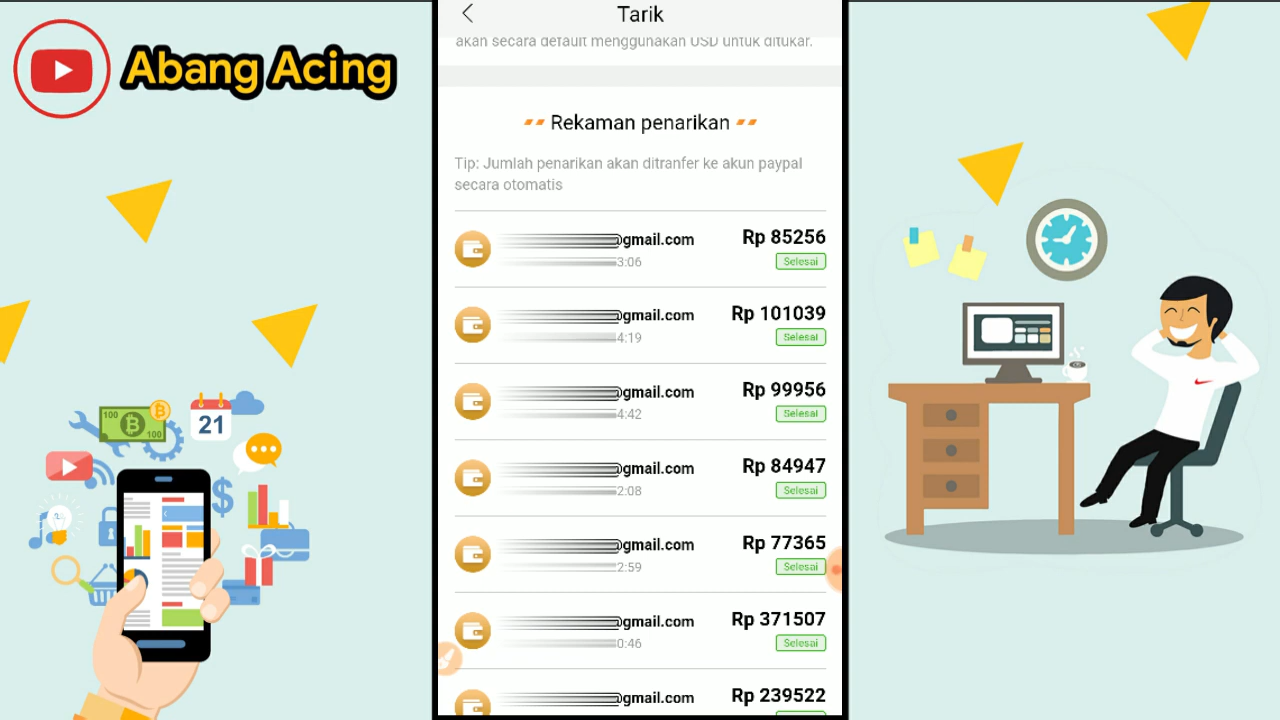 Abang Acing
Tarik
akan secara default menggunakan USD untuk ditukar.
Rekaman penarikan
Tip: Jumlah penarikan akan ditranfer ke akun paypal
secara otomatis
@gmail.com
Rp 85256
3:06
Selesai
@gmail.com
Rp 101039
4:19
Selesai
@gmail.com
Rp 99956
4:42
Selesai
@gmail.com
Rp 84947
2:08
Selesai
@gmail.com
Rp 77365
2:59
Selesai
@gmail.com
Rp 371507
0:46
Selesai
@gmail.com
Rp 239522
100
100
21